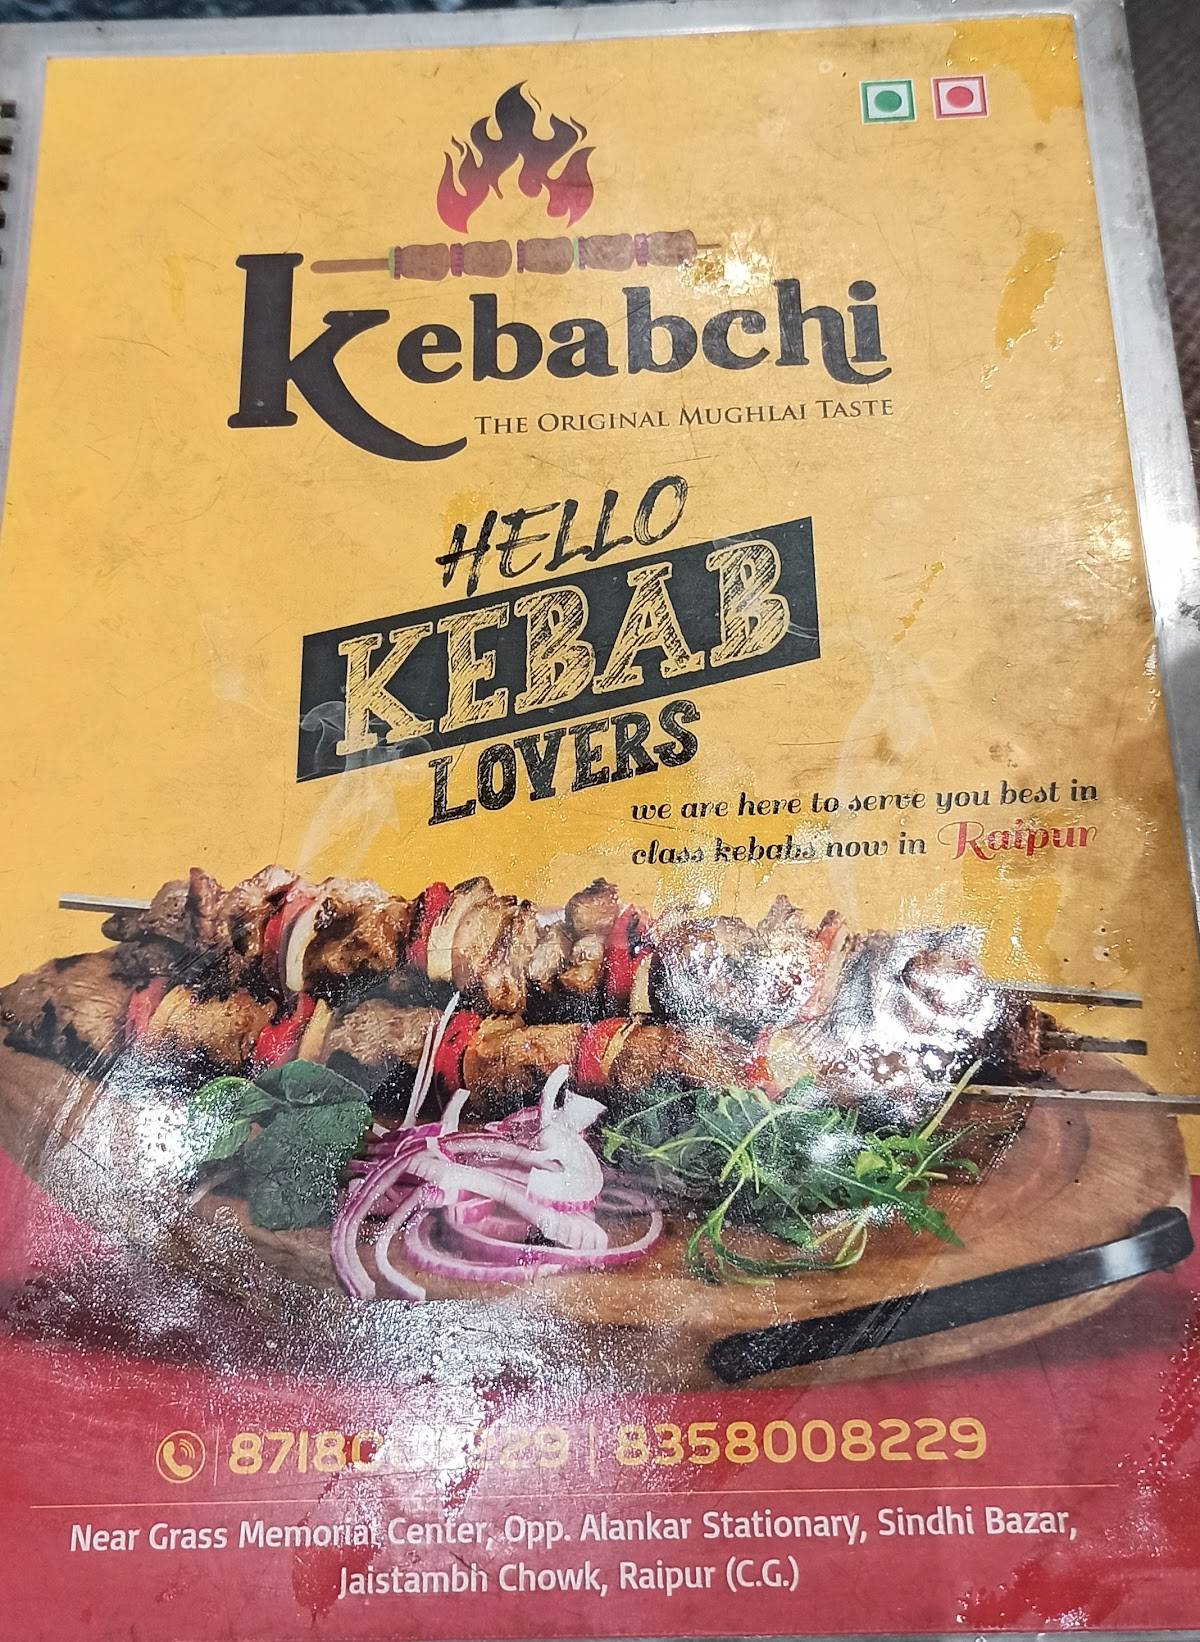 Kebabchi
THE ORIGINAL MUGHLAI TASTE
HELLO
KEBAB
LOVERS
we are here to serve you best in
class kebabs now in Raipur
8358008229
Near Grass Memorial Center, Opp. Alankar Stationary, Sindhi Bazar,
Jaistambh Chowk, Raipur (C.G.)